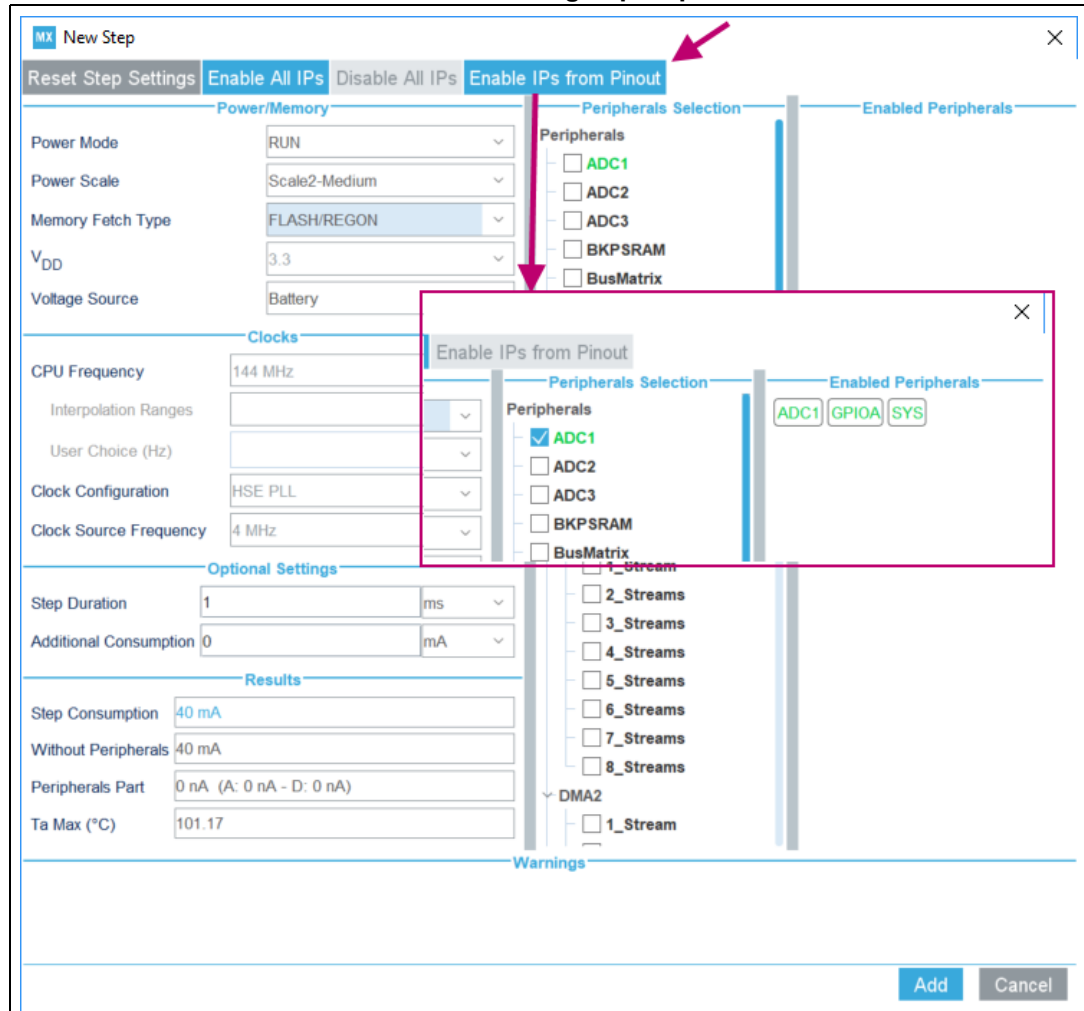 MX New Step
Reset Step Settings Enable All IPs Disable All IPs Enable IPs from Pinout
Power/Memory
Power Mode RUN
Power Scale Scale2-Medium
Memory Fetch Type FLASH/REGON
VDD 3.3
Voltage Source Battery
Clocks
CPU Frequency 144 MHz
Interpolation Ranges
User Choice (Hz)
Clock Configuration HSE PLL
Clock Source Frequency 4 MHz
Optional Settings
Step Duration 1 ms
Additional Consumption 0 mA
Results
Step Consumption 40 mA
Without Peripherals 40 mA
Peripherals Part 0 nA (A: 0 nA - D: 0 nA)
Ta Max (°C) 101.17
Peripherals Selection
Peripherals
ADC1
ADC2
ADC3
BKPSRAM
BusMatrix
Enabled Peripherals
Enable IPs from Pinout
Peripherals Selection
Peripherals
ADC1
ADC2
ADC3
BKPSRAM
BusMatrix
Enabled Peripherals
ADC1 GPIOA SYS
1_Stream
2_Streams
3_Streams
4_Streams
5_Streams
6_Streams
7_Streams
8_Streams
DMA2
1_Stream
Warnings
Add Cancel